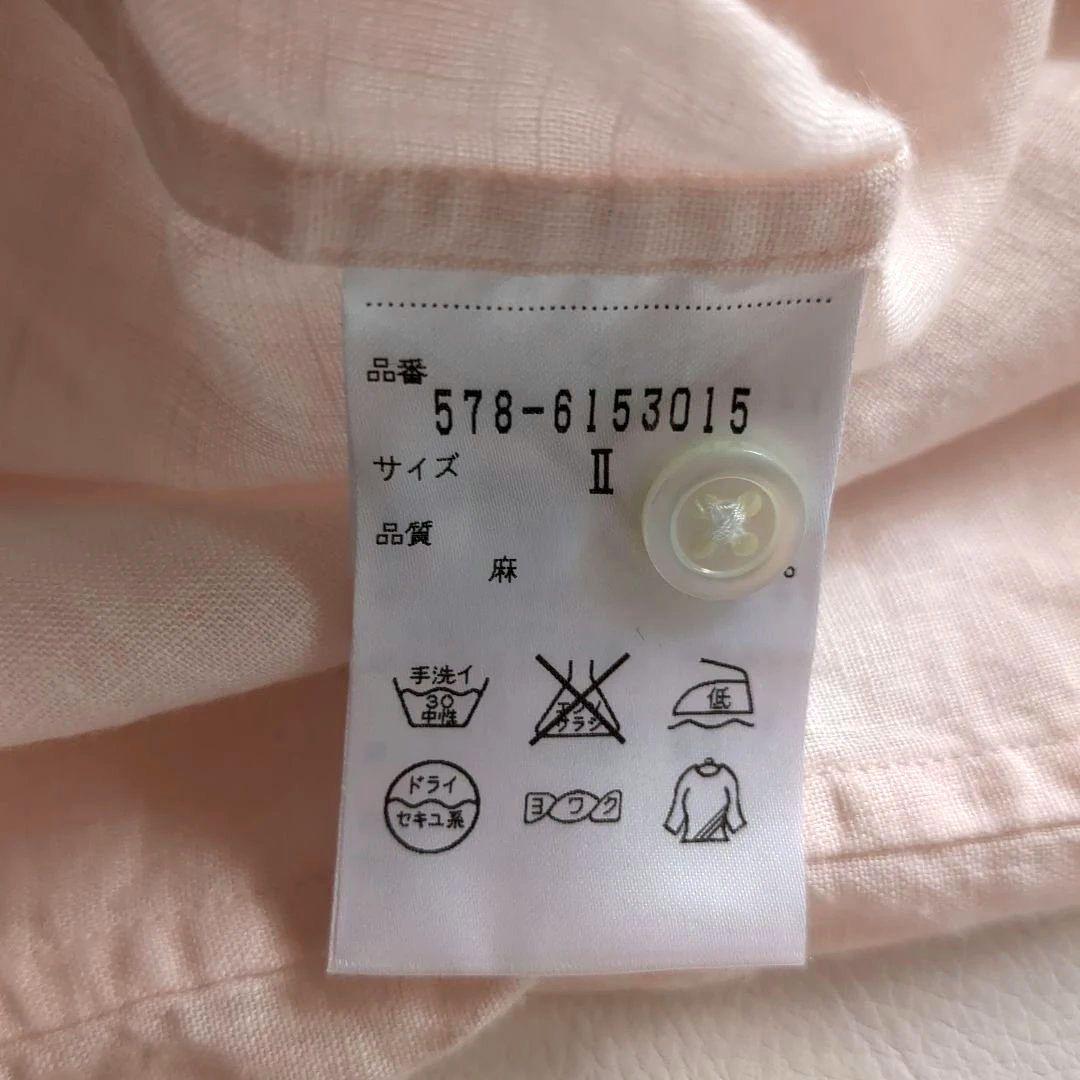 品番
578-6153015
サイズ II
品質
麻
手洗イ
30
中性
エンソ
サラシ
低
ドライ
セキユ系
ヨワク